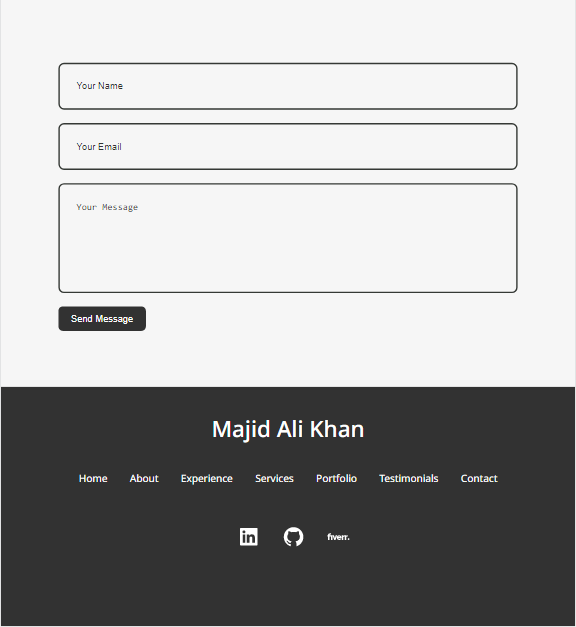 Your Name
Your Email
Your Message
Send Message
Majid Ali Khan
Home About Experience Services Portfolio Testimonials Contact
in fiverr.